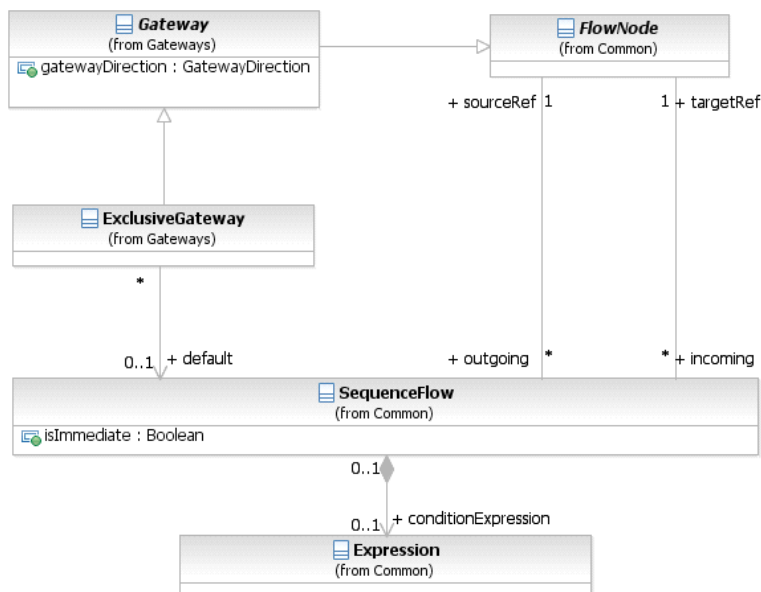 Gateway
(from Gateways)
gatewayDirection : GatewayDirection
FlowNode
(from Common)
+ sourceRef 1
1 + targetRef
ExclusiveGateway
(from Gateways)
*
0..1 + default
+ outgoing *
* + incoming
SequenceFlow
(from Common)
isImmediate : Boolean
0..1
0..1 + conditionExpression
Expression
(from Common)